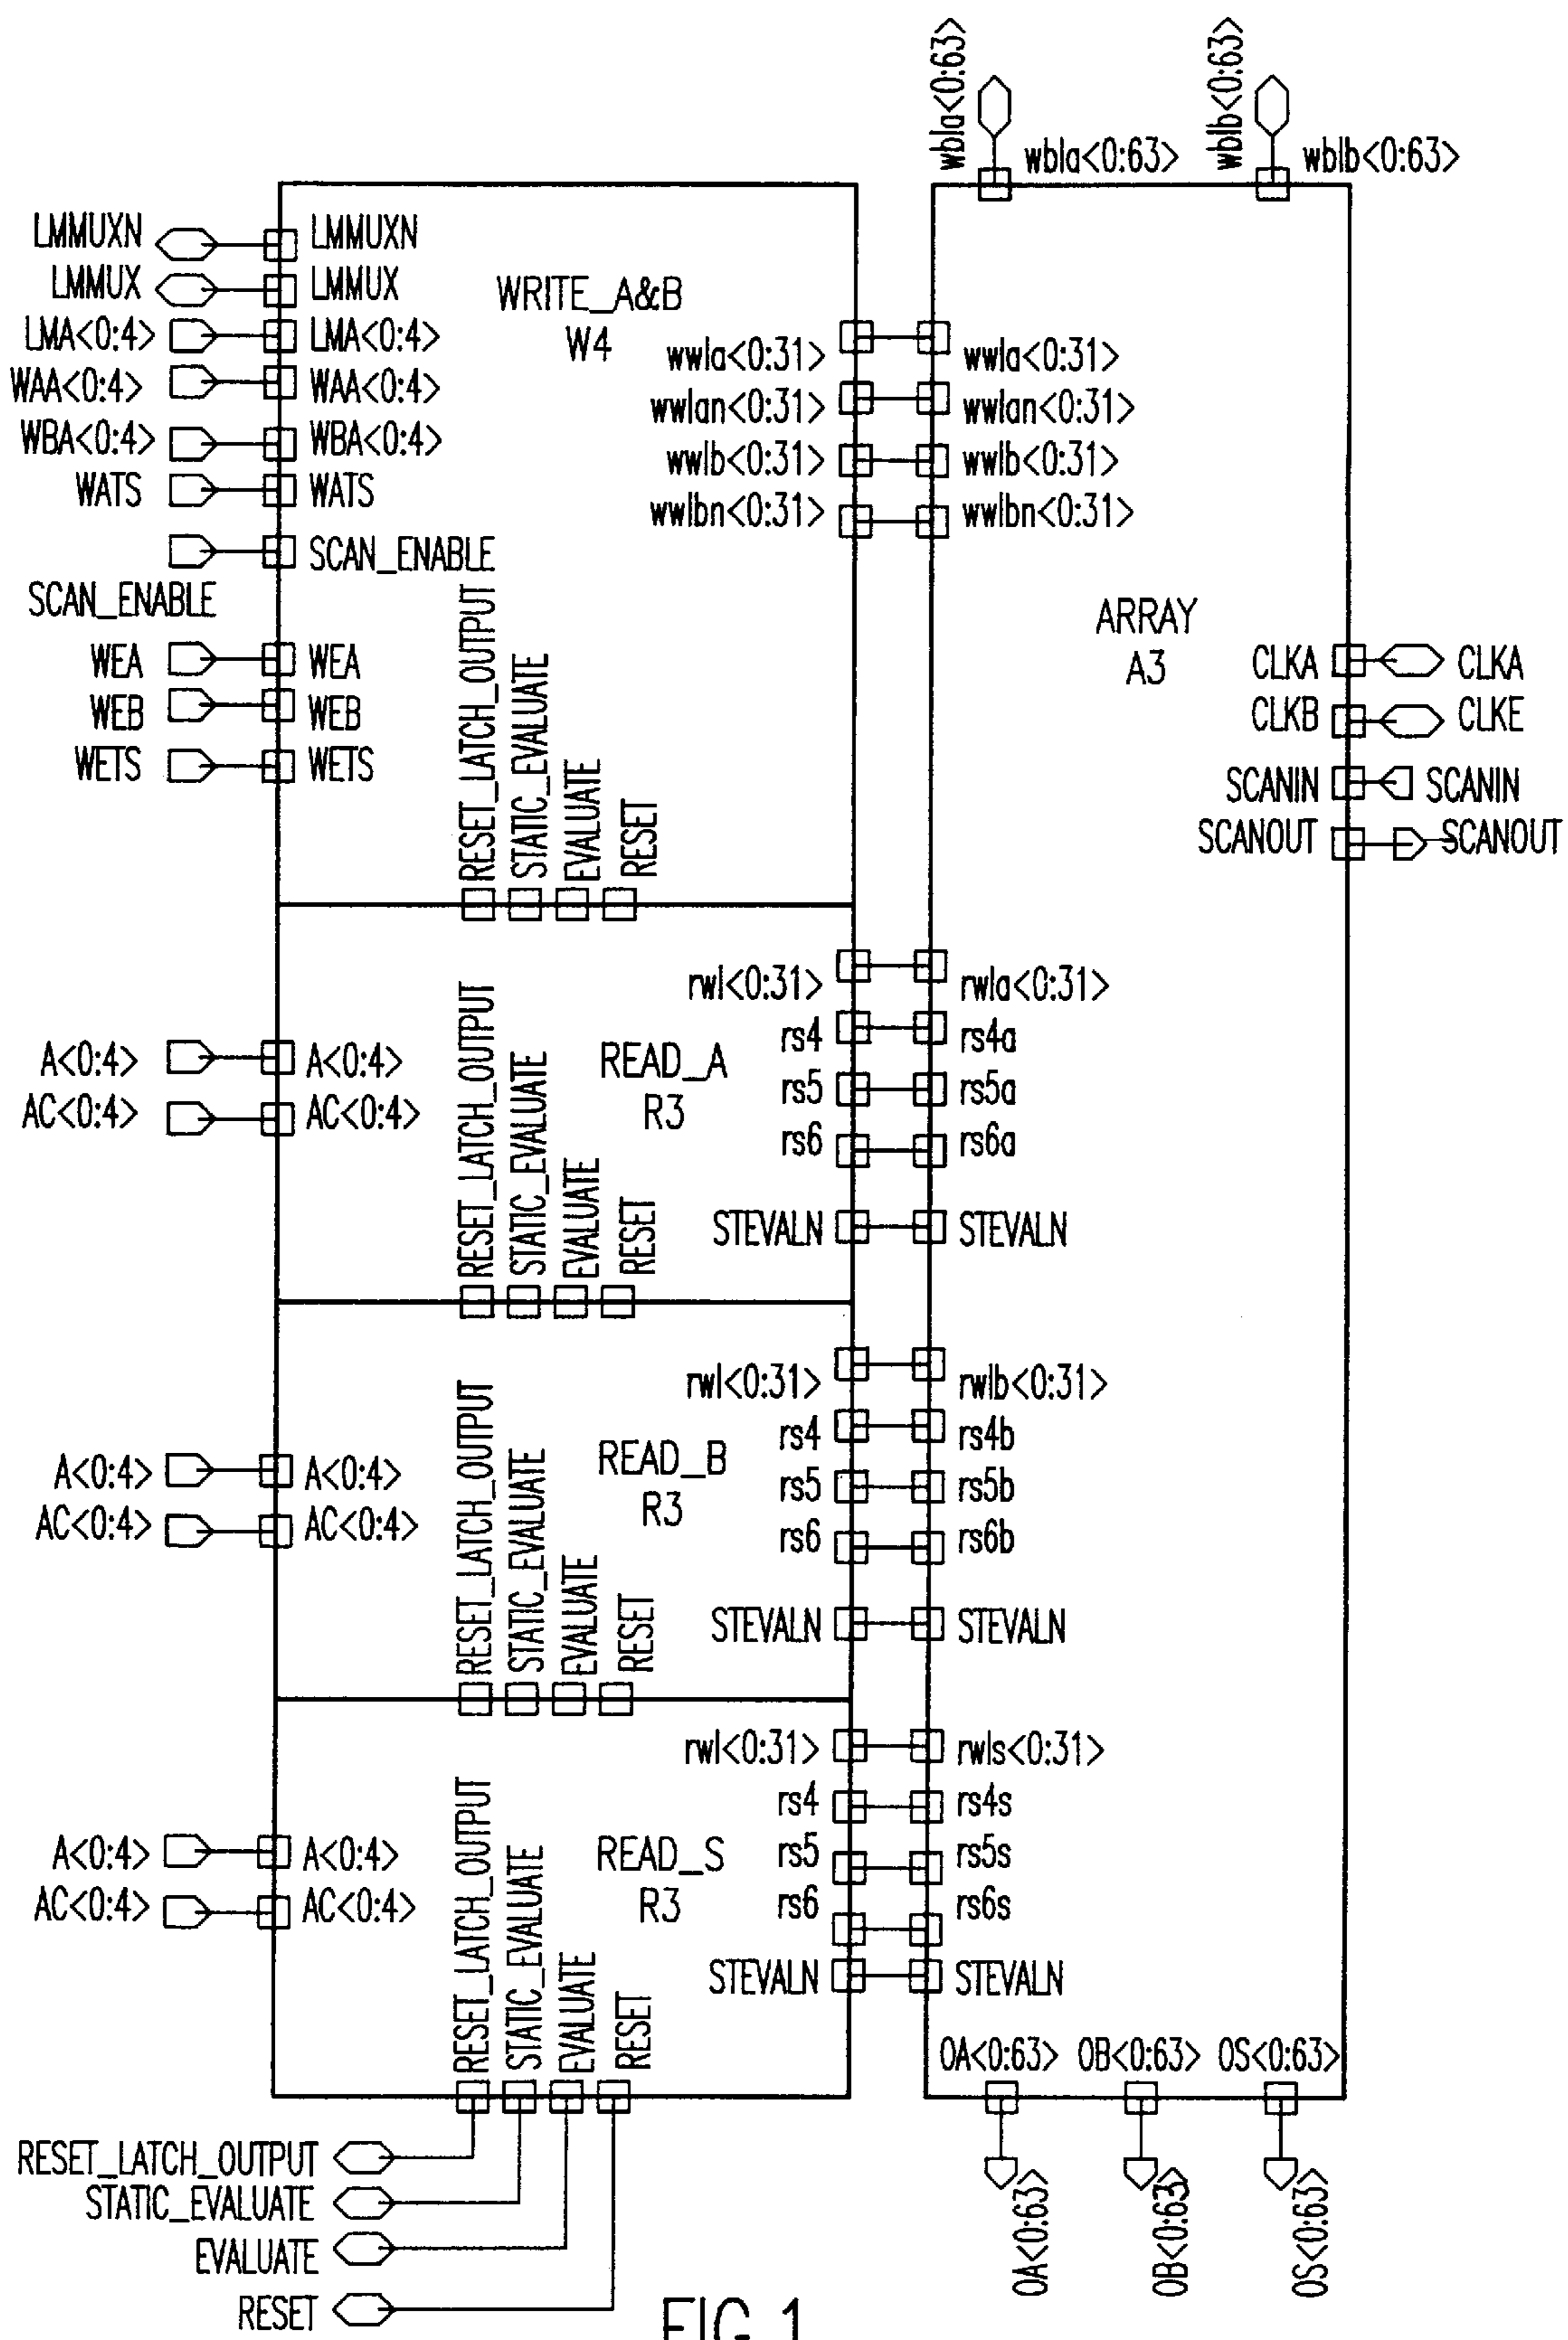 wbla<0:63>
wblb<0:63>
wbla<0:63>
wblb<0:63>
LMMUXN
LMMUXN
LMMUX
LMMUX
LMA<0:4>
LMA<0:4>
WAA<0:4>
WAA<0:4>
WBA<0:4>
WBA<0:4>
WATS
WATS
SCAN_ENABLE
SCAN_ENABLE
WEA
WEA
WEB
WEB
WETS
WETS
WRITE_A&B
W4
wwla<0:31>
wwla<0:31>
wwlan<0:31>
wwlan<0:31>
wwlb<0:31>
wwlb<0:31>
wwlbn<0:31>
wwlbn<0:31>
RESET_LATCH_OUTPUT
STATIC_EVALUATE
EVALUATE
RESET
ARRAY
A3
CLKA
CLKA
CLKB
CLKE
SCANIN
SCANIN
SCANOUT
SCANOUT
A<0:4>
A<0:4>
AC<0:4>
AC<0:4>
READ_A
R3
rwl<0:31>
rwla<0:31>
rs4
rs4a
rs5
rs5a
rs6
rs6a
STEVALN
STEVALN
RESET_LATCH_OUTPUT
STATIC_EVALUATE
EVALUATE
RESET
A<0:4>
A<0:4>
AC<0:4>
AC<0:4>
READ_B
R3
rwl<0:31>
rwlb<0:31>
rs4
rs4b
rs5
rs5b
rs6
rs6b
STEVALN
STEVALN
RESET_LATCH_OUTPUT
STATIC_EVALUATE
EVALUATE
RESET
A<0:4>
A<0:4>
AC<0:4>
AC<0:4>
READ_S
R3
rwl<0:31>
rwls<0:31>
rs4
rs4s
rs5
rs5s
rs6
rs6s
STEVALN
STEVALN
RESET_LATCH_OUTPUT
STATIC_EVALUATE
EVALUATE
RESET
OA<0:63>
OB<0:63>
OS<0:63>
OA<0:63>
OB<0:63>
OS<0:63>
RESET_LATCH_OUTPUT
STATIC_EVALUATE
EVALUATE
RESET
FIG. 1